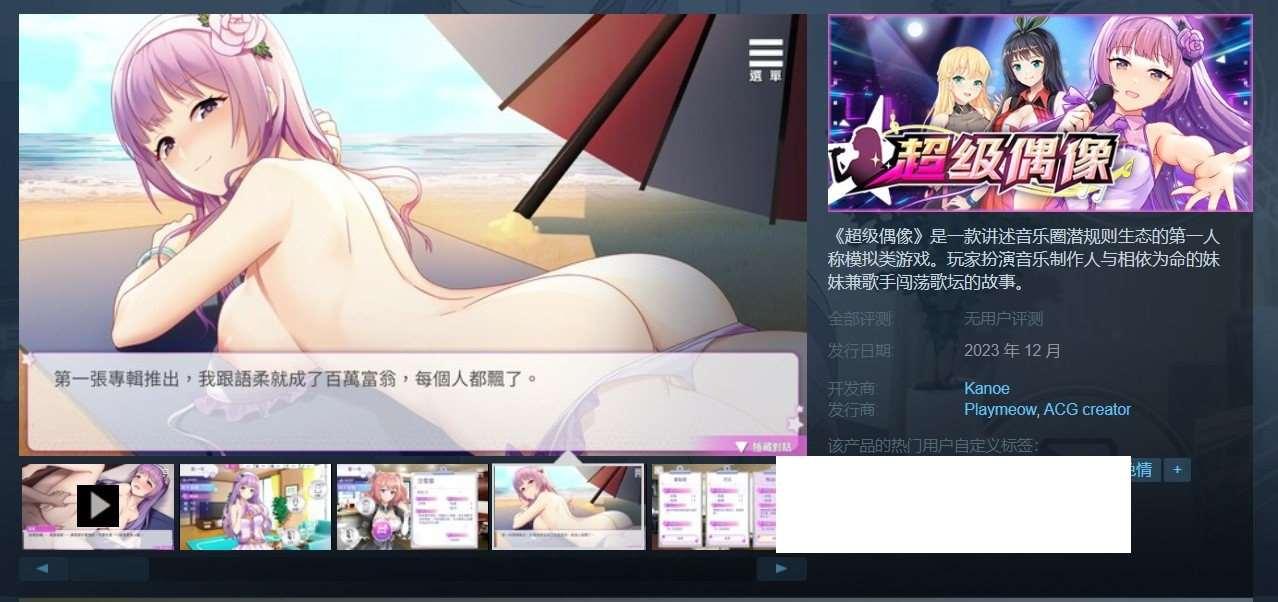 選 單
超级偶像
第一張專輯推出，我跟語柔就成了百萬富翁，每個人都飄了。
《超级偶像》是一款讲述音乐圈潜规则生态的第一人
称模拟类游戏。玩家扮演音乐制作人与相依为命的妹
妹兼歌手闯荡歌坛的故事。
全部评测: 无用户评测
发行日期: 2023 年 12 月
开发商: Kanoe
发行商: Playmeow, ACG creator
该产品的热门用户自定义标签:
情 +